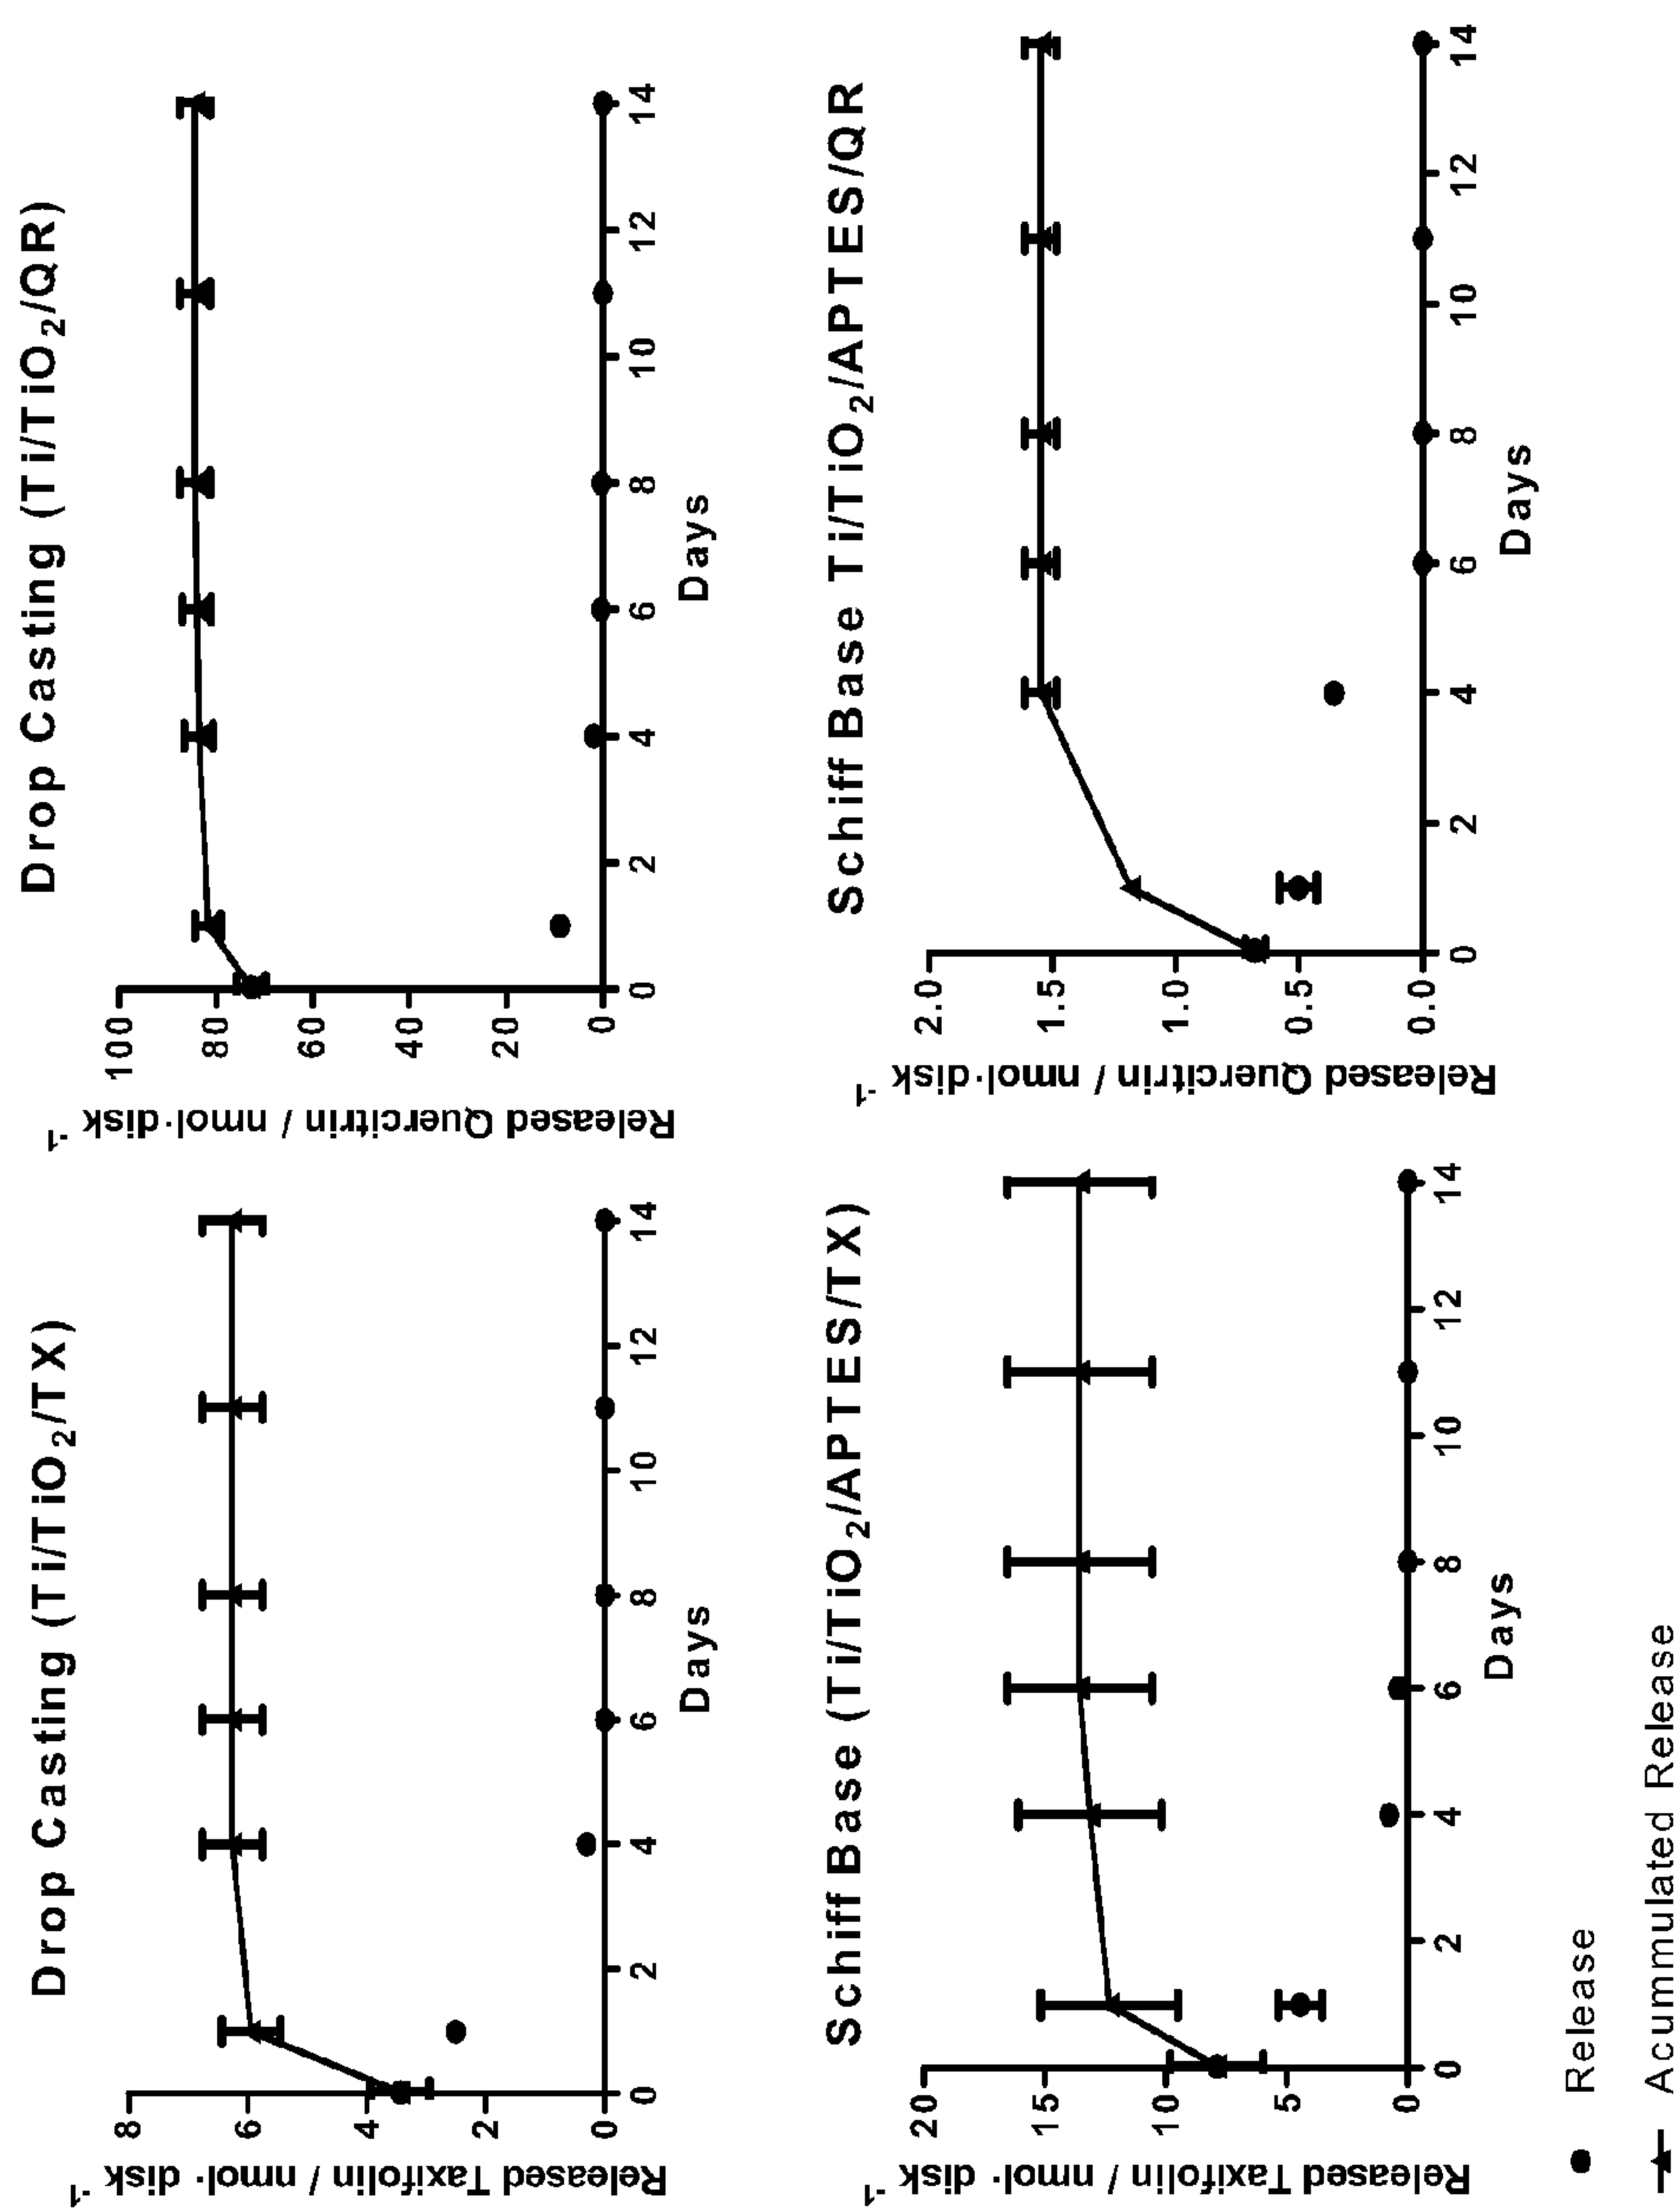 Drop Casting (Ti/TiO2/TX)
Released Taxifolin / nmol· disk -1
8
6
4
2
0
0 2 4 6 8 10 12 14
Days
Drop Casting (Ti/TiO2/QR)
Released Quercitrin / nmol·disk -1
100
80
60
40
20
0
0 2 4 6 8 10 12 14
Days
Schiff Base (Ti/TiO2/APTES/TX)
Released Taxifolin / nmol· disk -1
20
15
10
5
0
0 2 4 6 8 10 12 14
Days
Schiff Base Ti/TiO2/APTES/QR
Released Quercitrin / nmol·disk -1
2.0
1.5
1.0
0.5
0.0
0 2 4 6 8 10 12 14
Days
Release
Acummulated Release